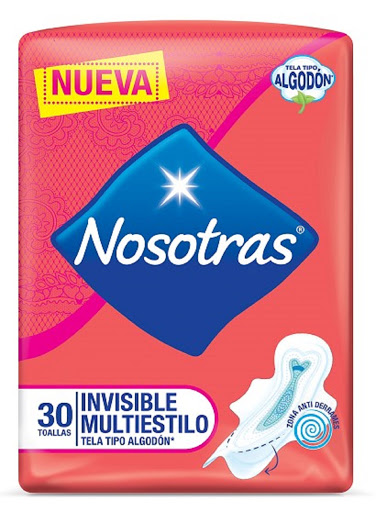 NUEVA
TELA TIPO
ALGODÓN*
Nosotras®
30
TOALLAS
INVISIBLE
MULTIESTILO
TELA TIPO ALGODÓN*
ZONA ANTI DERRAMES